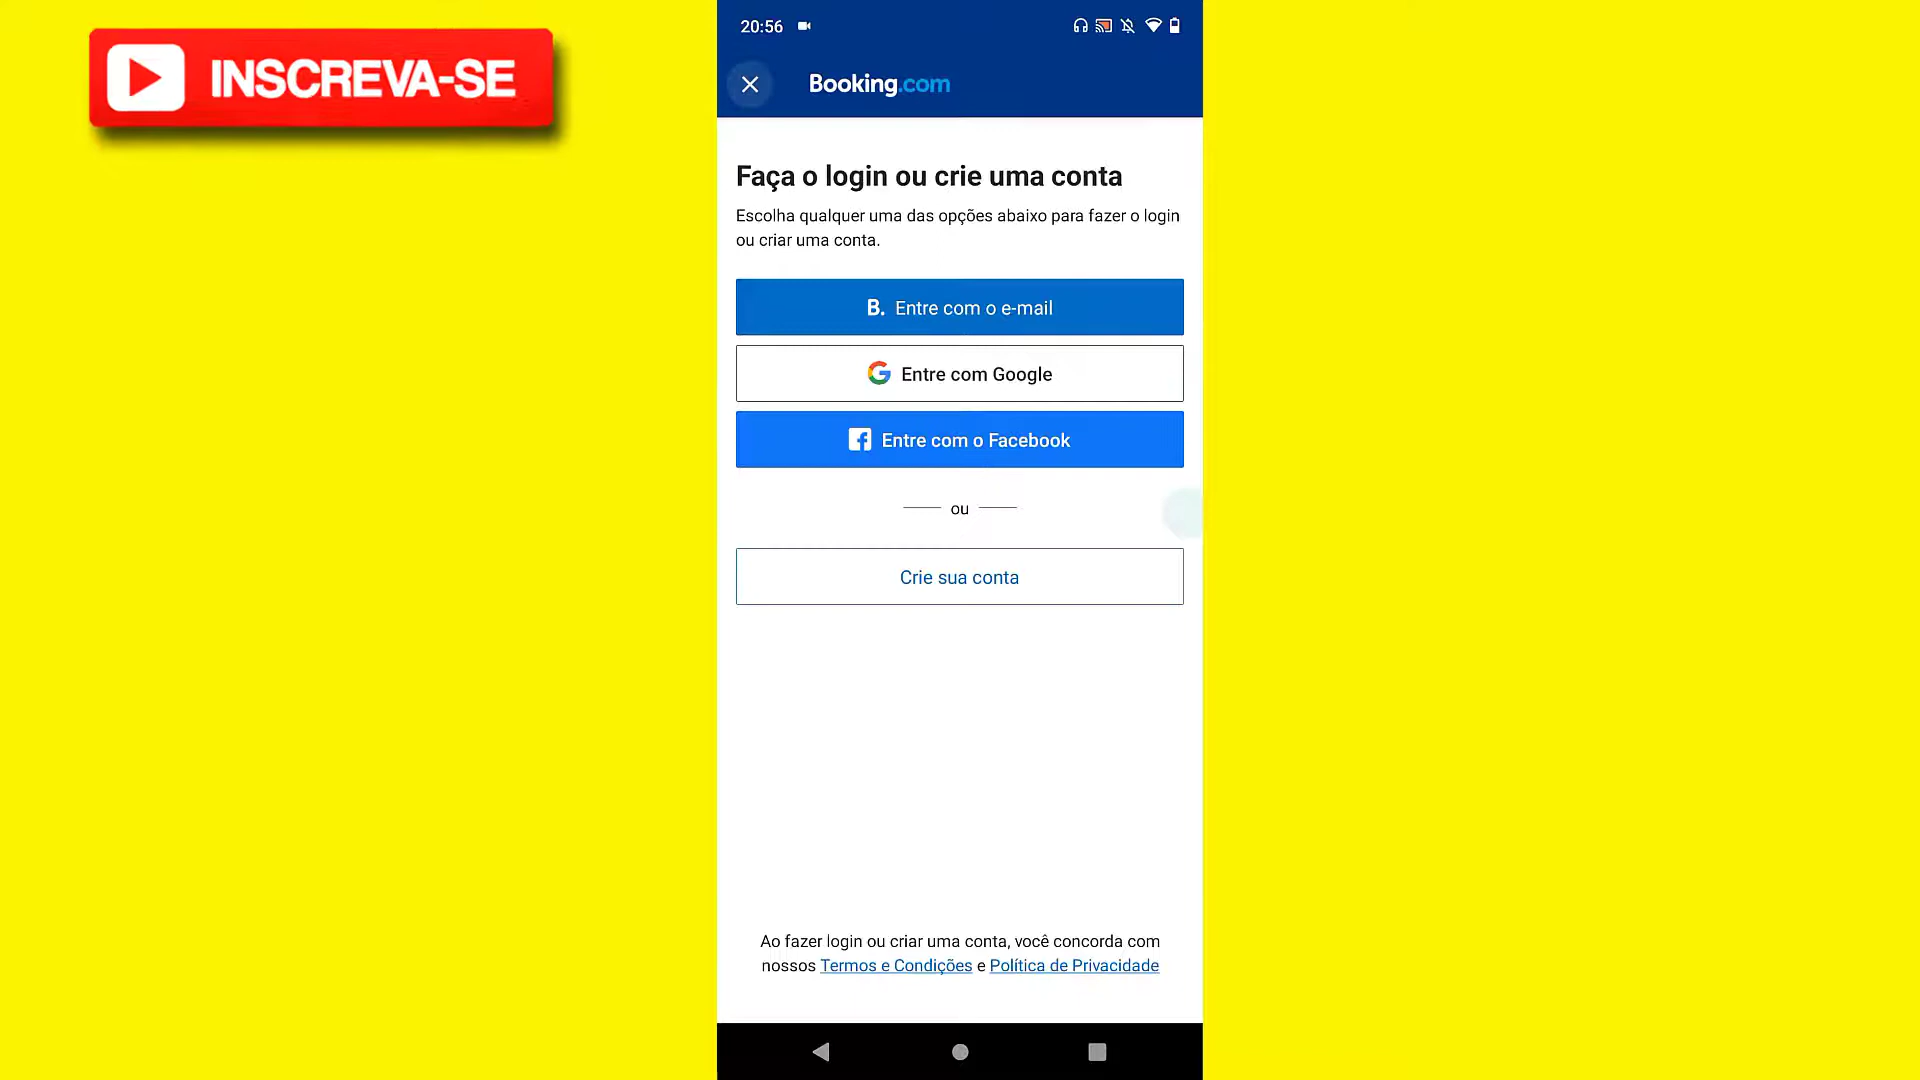 INSCREVA-SE
20:56
Booking.com
Faça o login ou crie uma conta
Escolha qualquer uma das opções abaixo para fazer o login
ou criar uma conta.
B. Entre com o e-mail
Entre com Google
Entre com o Facebook
ou
Crie sua conta
Ao fazer login ou criar uma conta, você concorda com
nossos Termos e Condições e Política de Privacidade